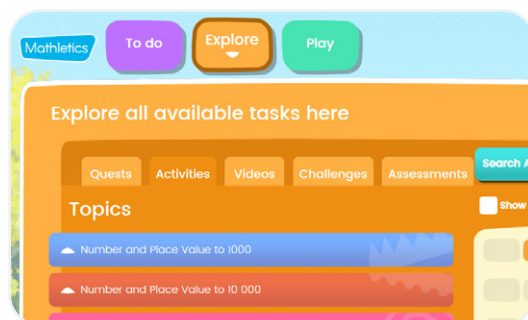 Mathletics
To do
Explore
Play
Explore all available tasks here
Quests
Activities
Videos
Challenges
Assessments
Search
Topics
Show
Number and Place Value to 1000
Number and Place Value to 10 000